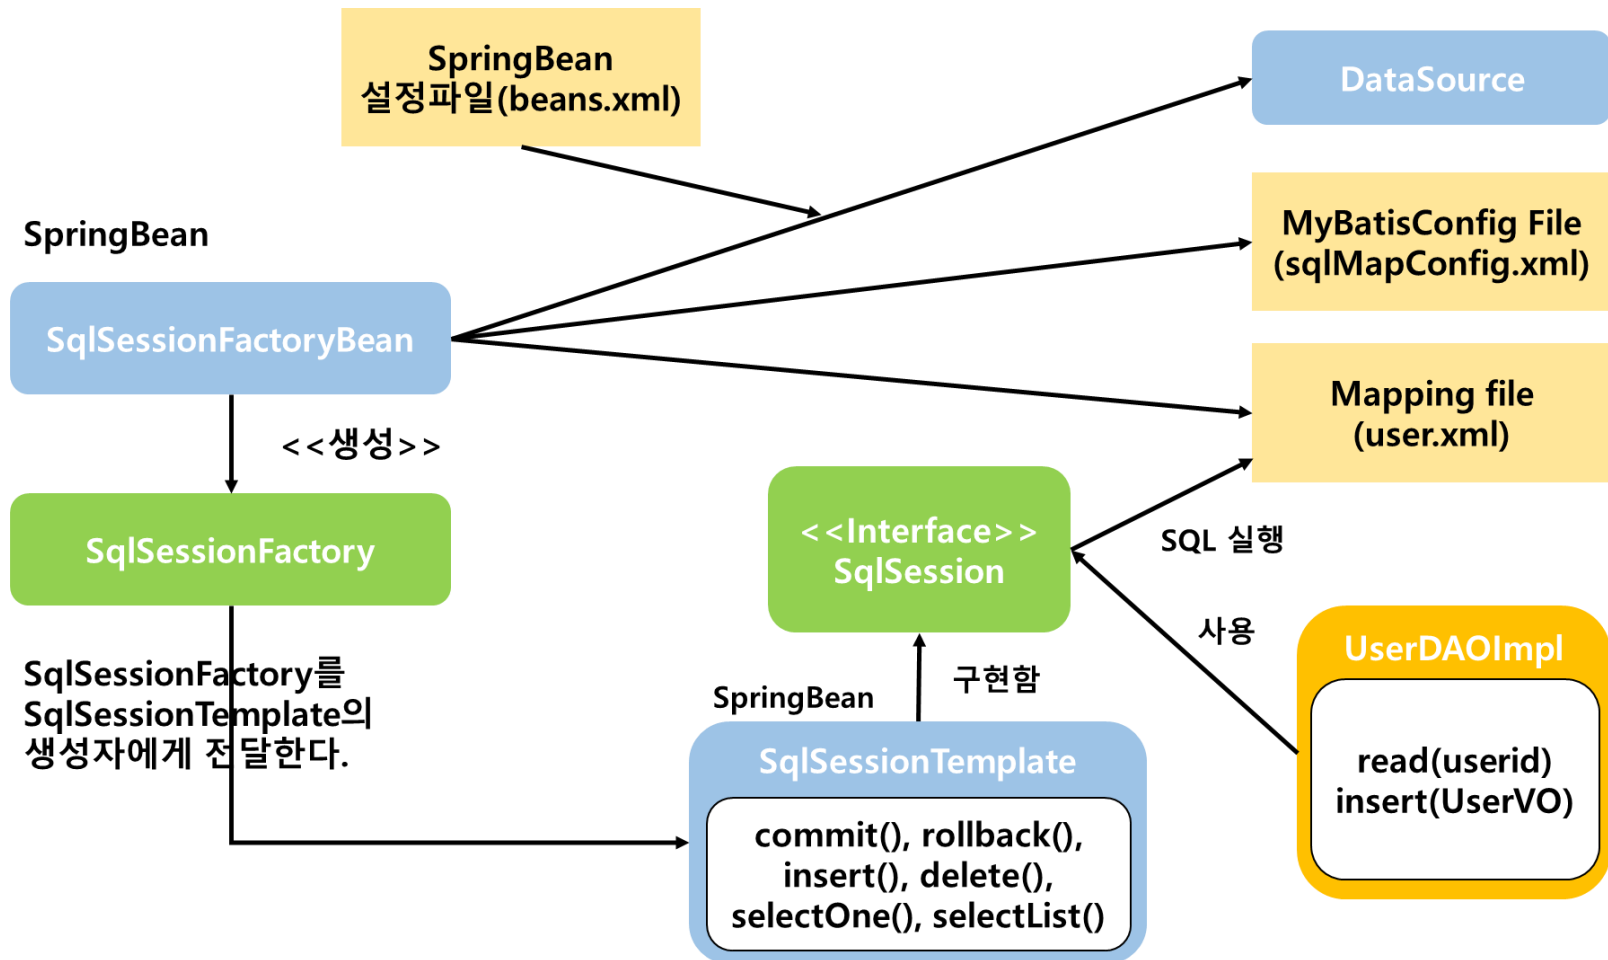 SpringBean
설정파일(beans.xml)
DataSource
MyBatisConfig File
(sqlMapConfig.xml)
SpringBean
SqlSessionFactoryBean
Mapping file
(user.xml)
<<생성>>
SqlSessionFactory
<<Interface>>
SqlSession
SQL 실행
사용
UserDAOImpl
read(userid)
insert(UserVO)
SqlSessionFactory를
SqlSessionTemplate의
생성자에게 전달한다.
구현함
SpringBean
SqlSessionTemplate
commit(), rollback(),
insert(), delete(),
selectOne(), selectList()